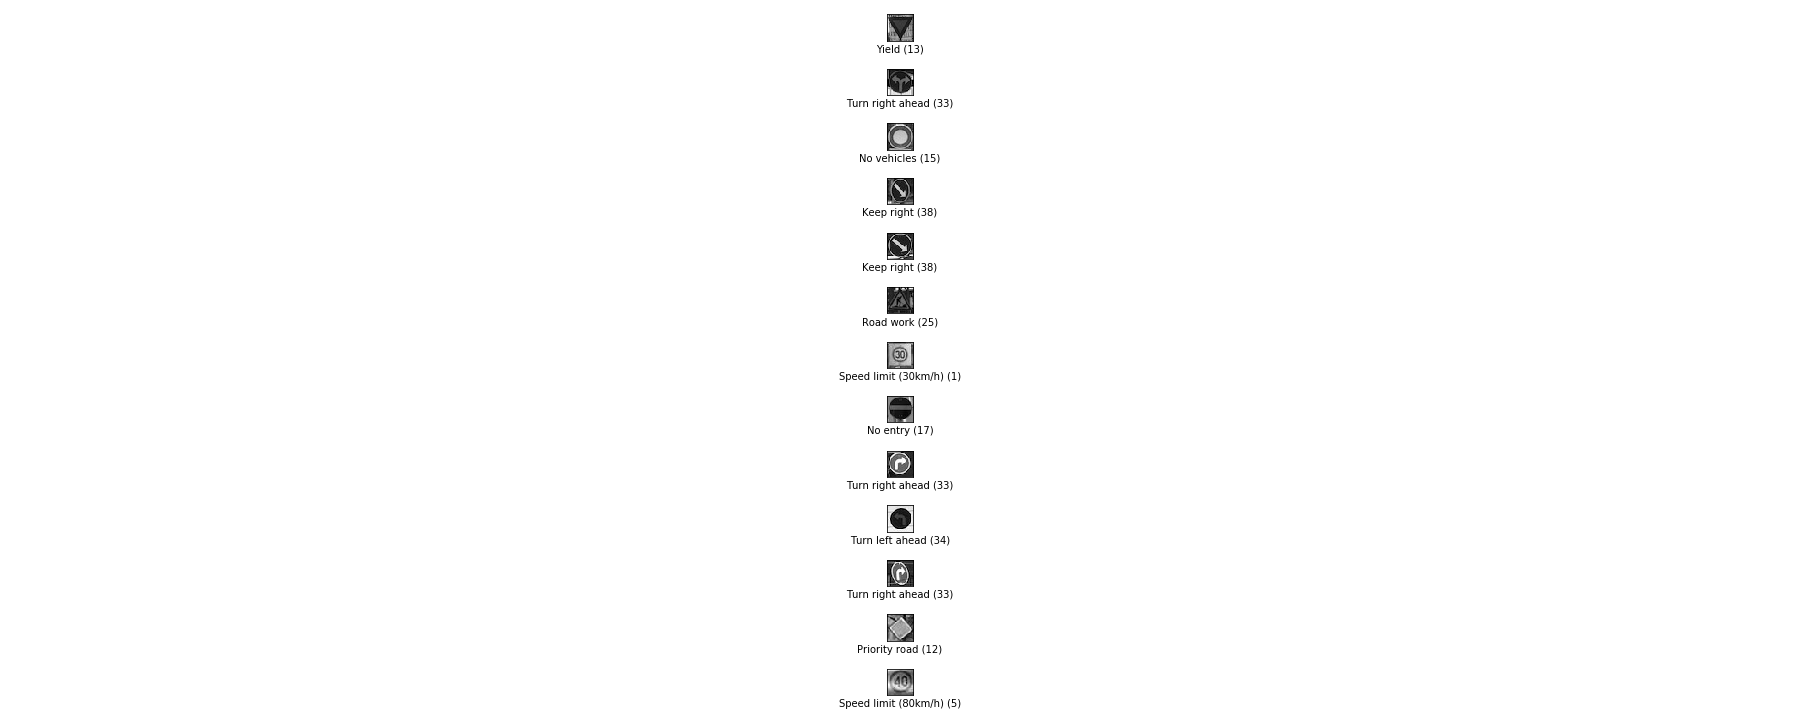 Yield (13)
Turn right ahead (33)
No vehicles (15)
Keep right (38)
Keep right (38)
Road work (25)
30
Speed limit (30km/h) (1)
No entry (17)
Turn right ahead (33)
Turn left ahead (34)
Turn right ahead (33)
Priority road (12)
40
Speed limit (80km/h) (5)